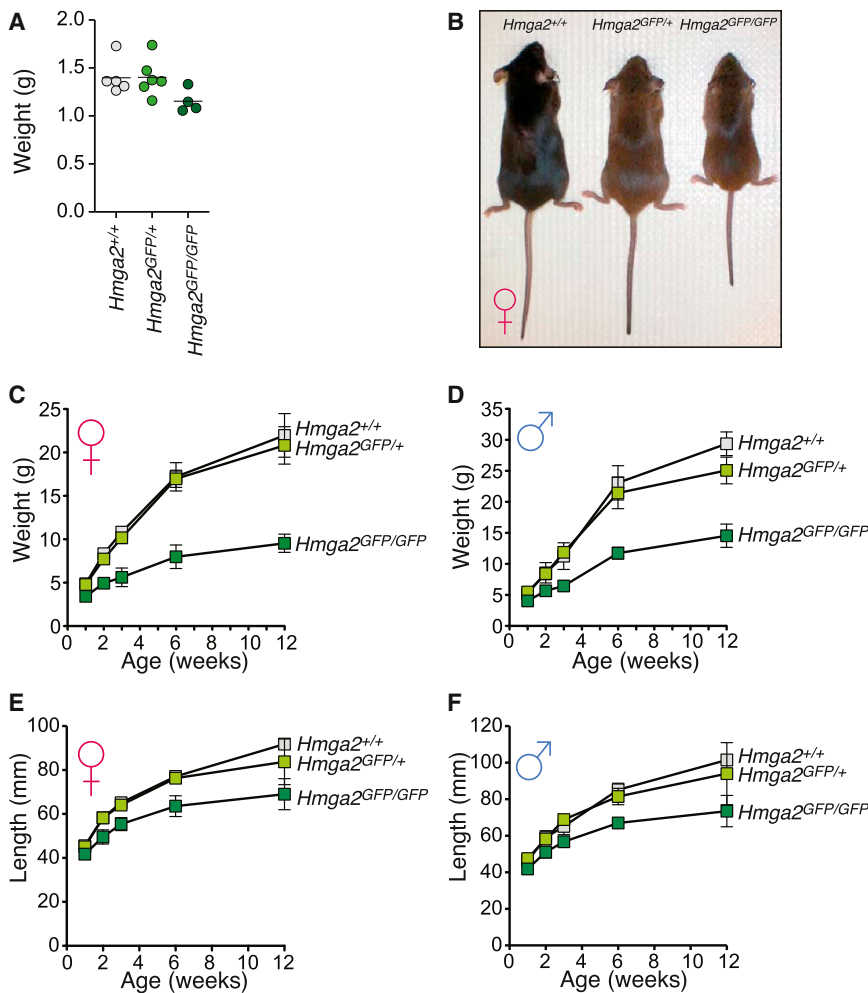 A
2.0
1.5
1.0
1.0
0.0
Weight (g)
Hmga2+/+
Hmga2GFP/+
Hmga2GFP/GFP
B
Hmga2+/+ Hmga2GFP/+ Hmga2GFP/GFP
C
25
20
15
10
5
0
Weight (g)
0 2 4 6 8 10 12
Age (weeks)
Hmga2+/+
Hmga2GFP/+
Hmga2GFP/GFP
D
35
30
25
20
15
10
5
0
Weight (g)
0 2 4 6 8 10 12
Age (weeks)
Hmga2+/+
Hmga2GFP/+
Hmga2GFP/GFP
E
100
80
60
40
20
0
Length (mm)
0 2 4 6 8 10 12
Age (weeks)
Hmga2+/+
Hmga2GFP/+
Hmga2GFP/GFP
F
120
100
80
60
40
20
0
Length (mm)
0 2 4 6 8 10 12
Age (weeks)
Hmga2+/+
Hmga2GFP/+
Hmga2GFP/GFP